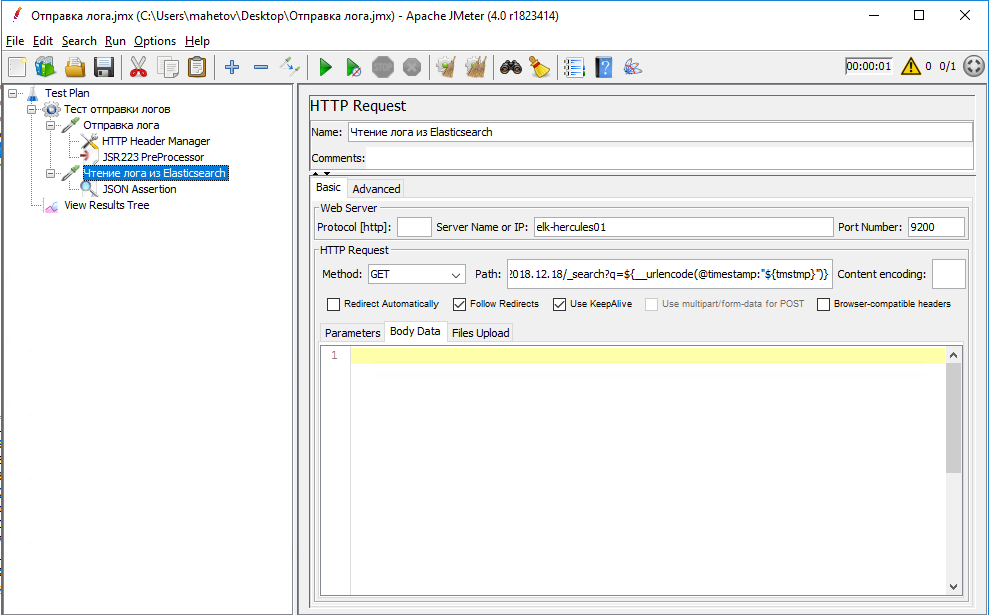 Отправка лога.jmx (C:\Users\mahetov\Desktop\Отправка лога.jmx) - Apache JMeter (4.0 r1823414)
File Edit Search Run Options Help
STOP 00:00:01 0 0/1
Test Plan
Тест отправки логов
Отправка лога
HTTP Header Manager
JSR223 PreProcessor
Чтение лога из Elasticsearch
JSON Assertion
View Results Tree
HTTP Request
Name: Чтение лога из Elasticsearch
Comments:
Basic Advanced
Web Server
Protocol [http]: Server Name or IP: elk-hercules01 Port Number: 9200
HTTP Request
Method: GET Path: 2018.12.18/_search?q=${__urlencode(@timestamp:"${tmstmp}")} Content encoding:
Redirect Automatically Follow Redirects Use KeepAlive Use multipart/form-data for POST Browser-compatible headers
Parameters Body Data Files Upload
1